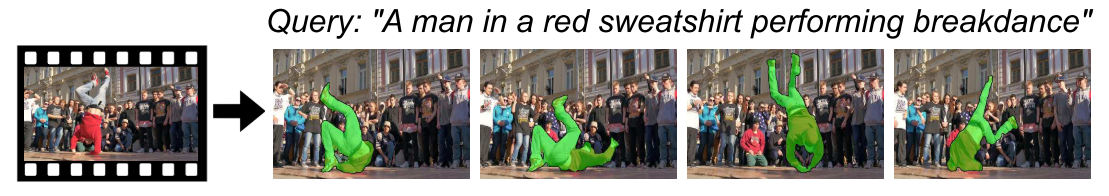 Query: "A man in a red sweatshirt performing breakdance"